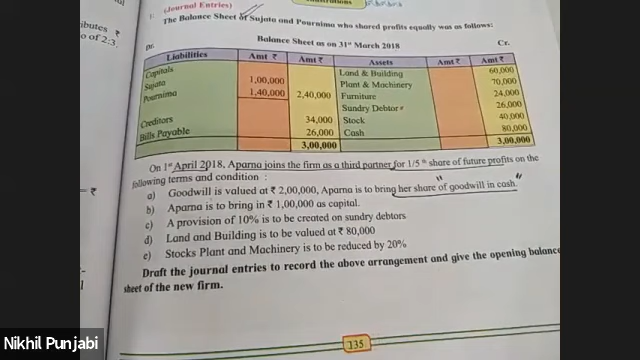 (Journal Entries)
The Balance Sheet of Sujata and Pournima who shared profits equally was as follows:
Balance Sheet as on 31st March 2018
Dr. Cr.
Liabilities Amt ₹ Amt ₹ Assets Amt ₹ Amt ₹
Capitals Land & Building 60,000
Sujata 1,00,000 Plant & Machinery 70,000
Pournima 1,40,000 2,40,000 Furniture 24,000
Sundry Debtor 26,000
Creditors 34,000 Stock 40,000
Bills Payable 26,000 Cash 80,000
3,00,000 3,00,000
On 1st April 2018, Aparna joins the firm as a third partner for 1/5th share of future profits on the
following terms and condition :
a) Goodwill is valued at ₹ 2,00,000, Aparna is to bring her share of goodwill in cash.
b) Aparna is to bring in ₹ 1,00,000 as capital.
c) A provision of 10% is to be created on sundry debtors
d) Land and Building is to be valued at ₹ 80,000
e) Stocks Plant and Machinery is to be reduced by 20%
Draft the journal entries to record the above arrangement and give the opening balance
sheet of the new firm.
135
ibutes ₹
o of 2:3.
= ₹
Nikhil Punjabi